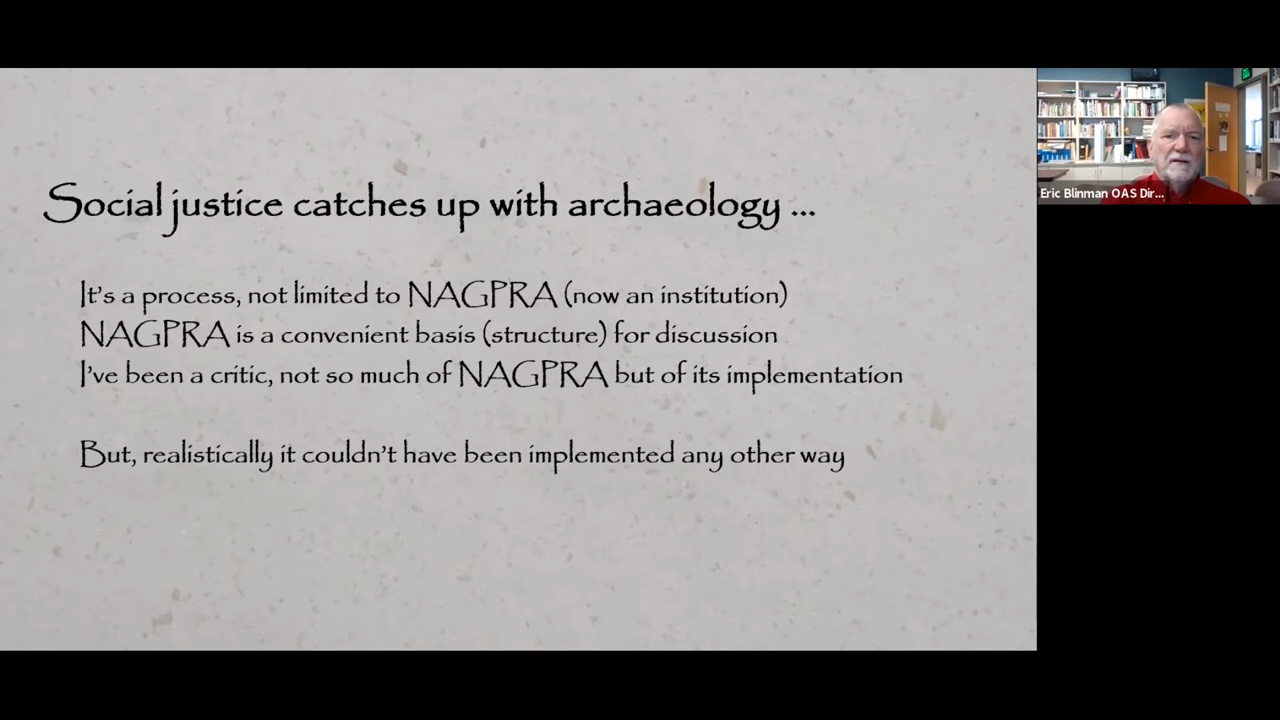 Social justice catches up with archaeology ...
It's a process, not limited to NAGPRA (now an institution)
NAGPRA is a convenient basis (structure) for discussion
I've been a critic, not so much of NAGPRA but of its implementation
But, realistically it couldn't have been implemented any other way
Eric Blinman OAS Dir...